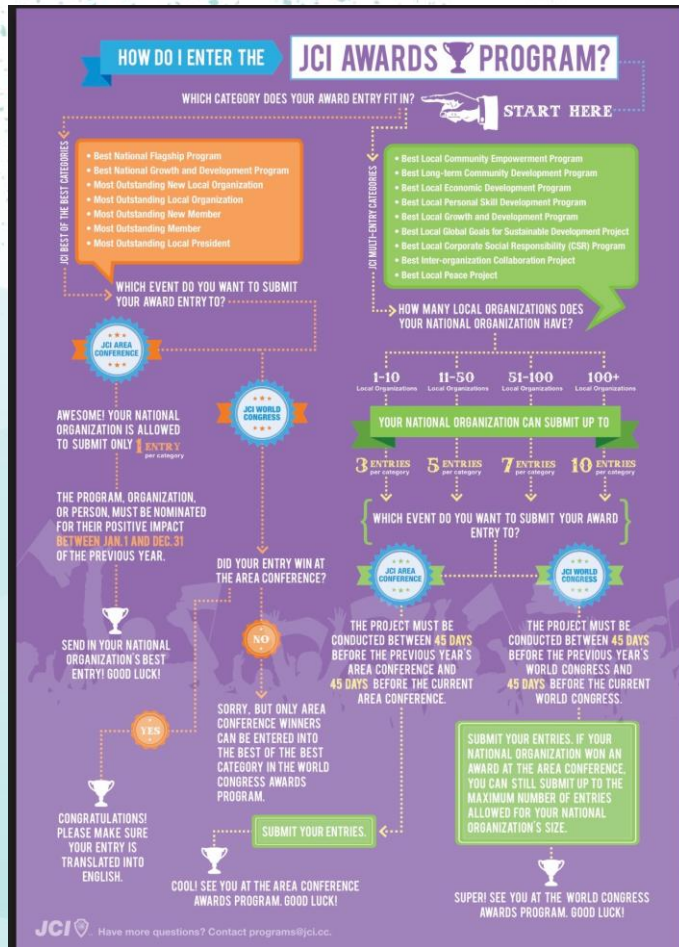 HOW DO I ENTER THE
JCI AWARDS PROGRAM?
WHICH CATEGORY DOES YOUR AWARD ENTRY FIT IN?
START HERE
JCI BEST OF THE BEST CATEGORIES
• Best National Flagship Program
• Best National Growth and Development Program
• Most Outstanding New Local Organization
• Most Outstanding Local Organization
• Most Outstanding New Member
• Most Outstanding Member
• Most Outstanding Local President
WHICH EVENT DO YOU WANT TO SUBMIT
YOUR AWARD ENTRY TO?
JCI AREA
CONFERENCE
JCI WORLD
CONGRESS
AWESOME! YOUR NATIONAL
ORGANIZATION IS ALLOWED
TO SUBMIT ONLY 1 ENTRY
per category
THE PROGRAM, ORGANIZATION,
OR PERSON, MUST BE NOMINATED
FOR THEIR POSITIVE IMPACT
BETWEEN JAN.1 AND DEC.31
OF THE PREVIOUS YEAR.
SEND IN YOUR NATIONAL
ORGANIZATION'S BEST
ENTRY! GOOD LUCK!
DID YOUR ENTRY WIN AT
THE AREA CONFERENCE?
NO
SORRY, BUT ONLY AREA
CONFERENCE WINNERS
CAN BE ENTERED INTO
THE BEST OF THE BEST
CATEGORY IN THE WORLD
CONGRESS AWARDS
PROGRAM.
YES
CONGRATULATIONS!
PLEASE MAKE SURE
YOUR ENTRY IS
TRANSLATED INTO
ENGLISH.
JCI MULTI-ENTRY CATEGORIES
• Best Local Community Empowerment Program
• Best Long-term Community Development Program
• Best Local Economic Development Program
• Best Local Personal Skill Development Program
• Best Local Growth and Development Program
• Best Local Global Goals for Sustainable Development Project
• Best Local Corporate Social Responsibility (CSR) Program
• Best Inter-organization Collaboration Project
• Best Local Peace Project
HOW MANY LOCAL ORGANIZATIONS DOES
YOUR NATIONAL ORGANIZATION HAVE?
1-10 11-50 51-100 100+
Local Organizations Local Organizations Local Organizations Local Organizations
YOUR NATIONAL ORGANIZATION CAN SUBMIT UP TO
3 ENTRIES 5 ENTRIES 7 ENTRIES 10 ENTRIES
per category per category per category per category
{ WHICH EVENT DO YOU WANT TO SUBMIT YOUR AWARD
ENTRY TO? }
JCI AREA
CONFERENCE
THE PROJECT MUST BE
CONDUCTED BETWEEN 45 DAYS
BEFORE THE PREVIOUS YEAR'S
AREA CONFERENCE AND
45 DAYS BEFORE THE CURRENT
AREA CONFERENCE.
SUBMIT YOUR ENTRIES.
COOL! SEE YOU AT THE AREA CONFERENCE
AWARDS PROGRAM. GOOD LUCK!
JCI WORLD
CONGRESS
THE PROJECT MUST BE
CONDUCTED BETWEEN 45 DAYS
BEFORE THE PREVIOUS YEAR'S
WORLD CONGRESS AND
45 DAYS BEFORE THE CURRENT
WORLD CONGRESS.
SUBMIT YOUR ENTRIES. IF YOUR
NATIONAL ORGANIZATION WON AN
AWARD AT THE AREA CONFERENCE,
YOU CAN STILL SUBMIT UP TO THE
MAXIMUM NUMBER OF ENTRIES
ALLOWED FOR YOUR NATIONAL
ORGANIZATION'S SIZE.
SUPER! SEE YOU AT THE WORLD CONGRESS
AWARDS PROGRAM. GOOD LUCK!
JCI Have more questions? Contact programs@jci.cc.